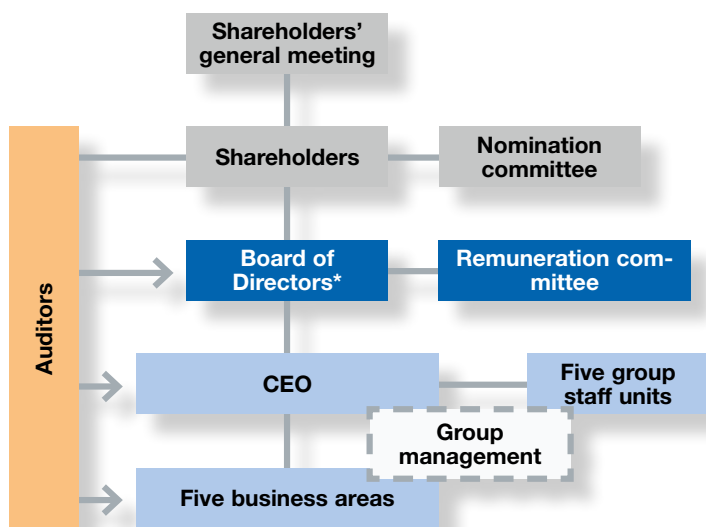 Shareholders'
general meeting
Shareholders
Nomination
committee
Board of
Directors*
Remuneration com-
mittee
Auditors
CEO
Five group
staff units
Group
management
Five business areas